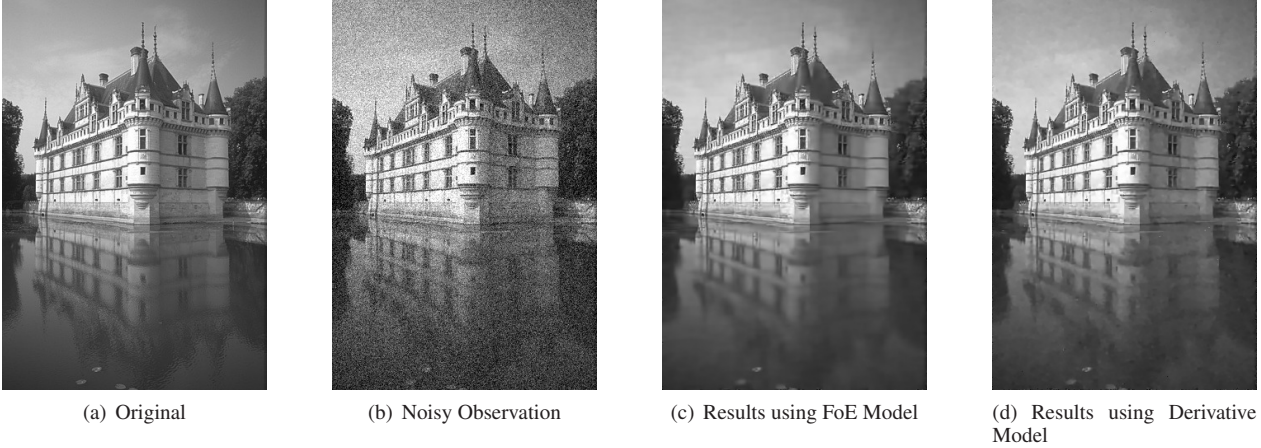 (a) Original
(b) Noisy Observation
(c) Results using FoE Model
(d) Results using Derivative
Model